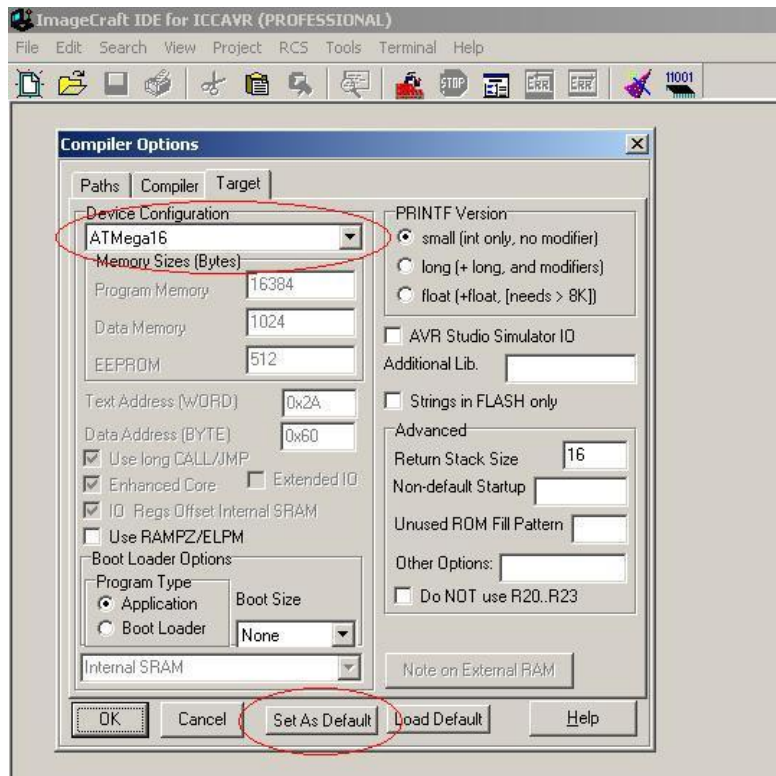 ImageCraft IDE for ICCAVR (PROFESSIONAL)
File Edit Search View Project RCS Tools Terminal Help
STOP ERR ERR 11001
Compiler Options
Paths Compiler Target
Device Configuration
ATMega16
Memory Sizes (Bytes)
Program Memory 16384
Data Memory 1024
EEPROM 512
Text Address (WORD) 0x2A
Data Address (BYTE) 0x60
Use long CALL/JMP
Enhanced Core Extended IO
IO Regs Offset Internal SRAM
Use RAMPZ/ELPM
Boot Loader Options
Program Type
Application
Boot Loader
Boot Size
None
Internal SRAM
PRINTF Version
small (int only, no modifier)
long (+ long, and modifiers)
float (+float, [needs > 8K])
AVR Studio Simulator IO
Additional Lib.
Strings in FLASH only
Advanced
Return Stack Size 16
Non-default Startup
Unused ROM Fill Pattern
Other Options:
Do NOT use R20..R23
Note on External RAM
OK Cancel Set As Default Load Default Help